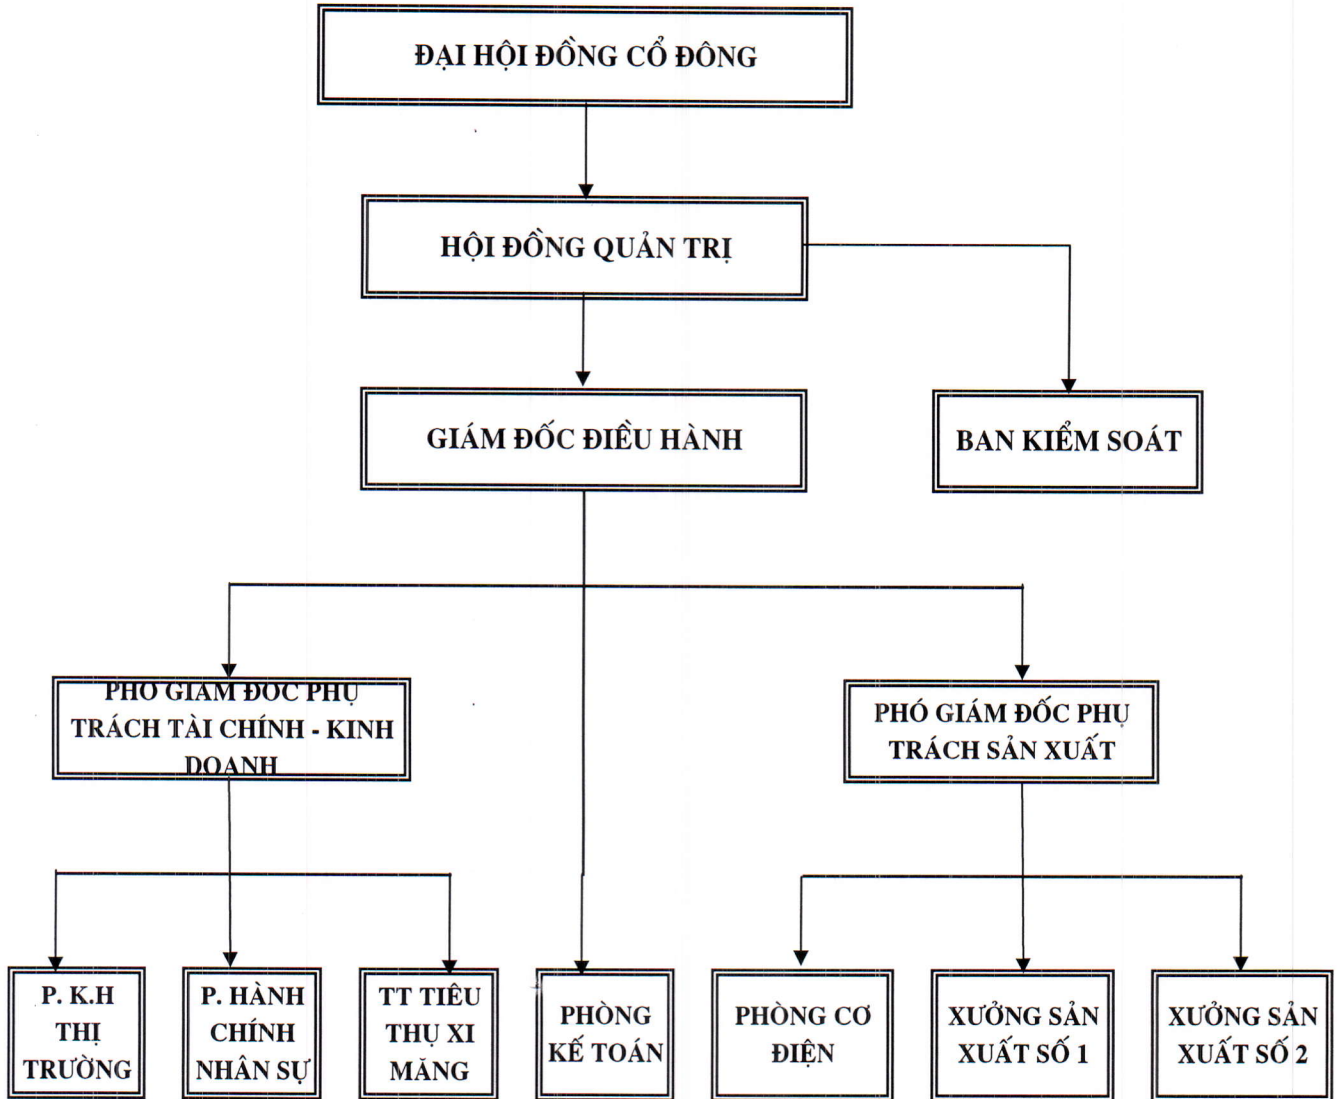 ĐẠI HỘI ĐỒNG CỔ ĐÔNG
HỘI ĐỒNG QUẢN TRỊ
GIÁM ĐỐC ĐIỀU HÀNH
BAN KIỂM SOÁT
PHÓ GIÁM ĐỐC PHỤ
TRÁCH TÀI CHÍNH - KINH
DOANH
PHÓ GIÁM ĐỐC PHỤ
TRÁCH SẢN XUẤT
P. K.H
THỊ
TRƯỜNG
P. HÀNH
CHÍNH
NHÂN SỰ
TT TIÊU
THỤ XI
MĂNG
PHÒNG
KẾ TOÁN
PHÒNG CƠ
ĐIỆN
XƯỞNG SẢN
XUẤT SỐ 1
XƯỞNG SẢN
XUẤT SỐ 2